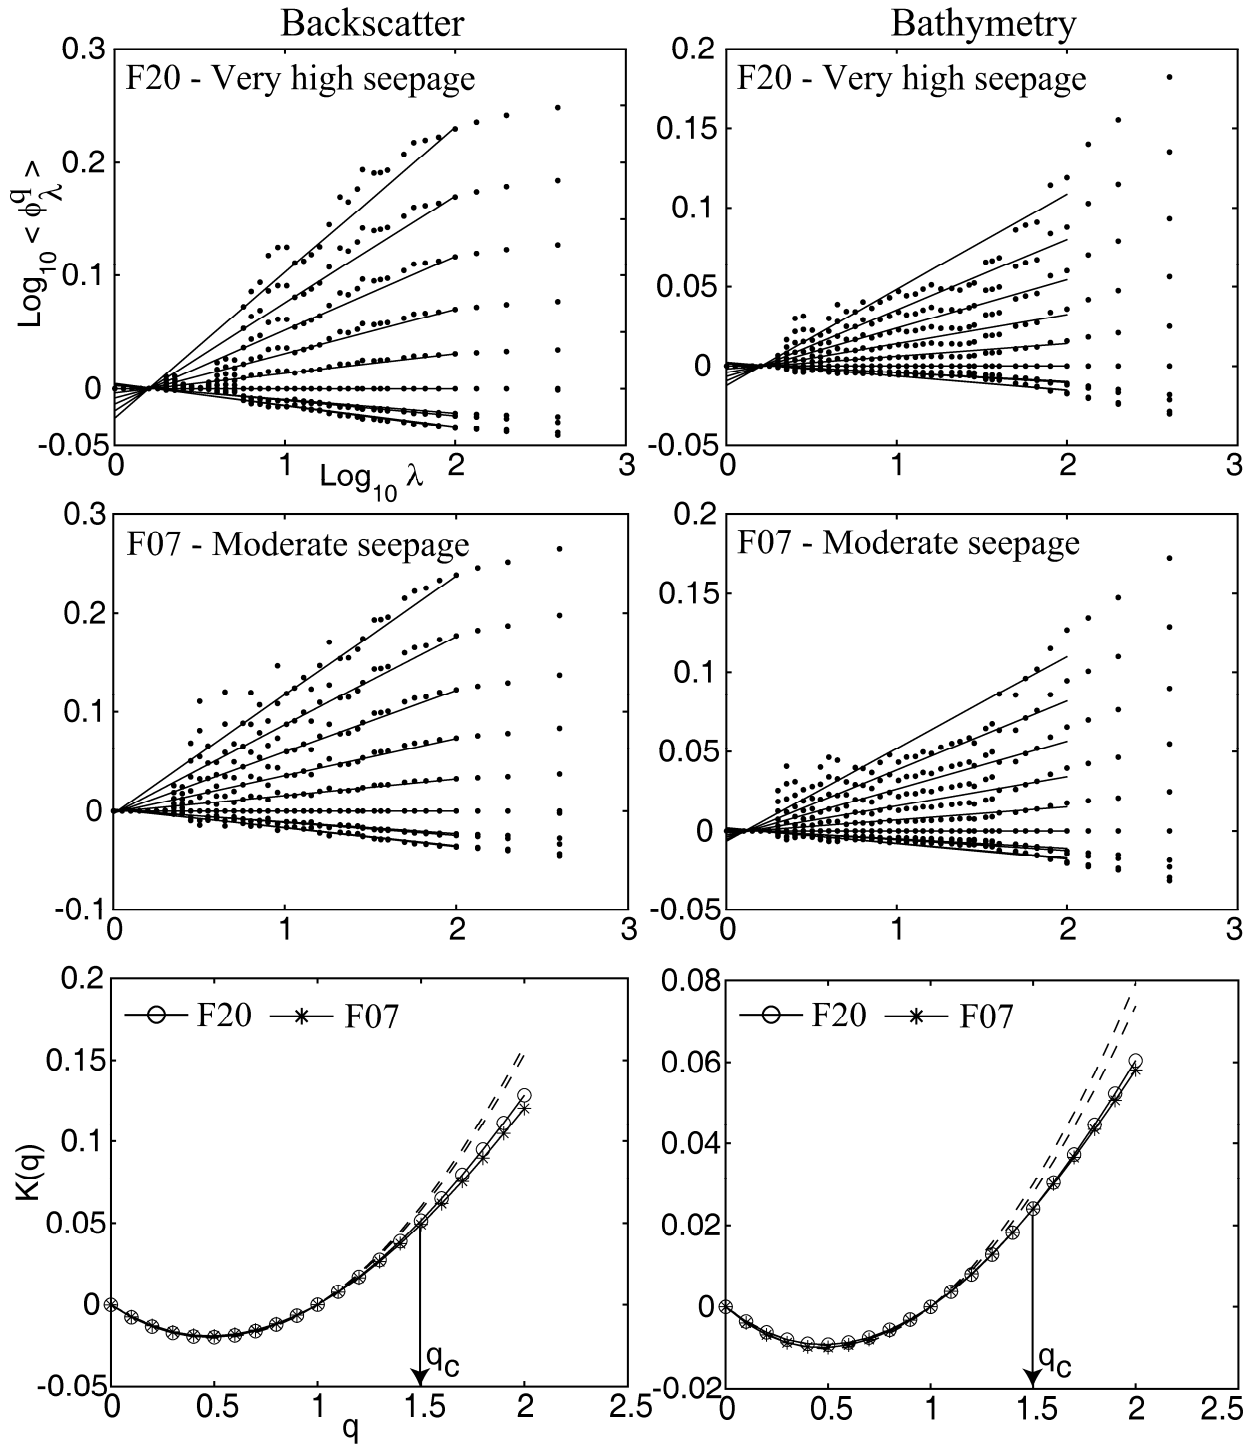 Backscatter
Bathymetry
F20 - Very high seepage
F20 - Very high seepage
Log10 < ϕλ^q >
0.3
0.2
0.1
0
-0.05
0 1 2 3
Log10 λ
0.2
0.15
0.1
0.05
0
-0.05
0 1 2 3
F07 - Moderate seepage
F07 - Moderate seepage
0.3
0.2
0.1
0
-0.1
0 1 2 3
0.2
0.15
0.1
0.05
0
-0.05
0 1 2 3
F20 F07
F20 F07
K(q)
0.2
0.15
0.1
0.05
0
-0.05
qc
0 0.5 1 1.5 2 2.5
q
0.08
0.06
0.04
0.02
0
-0.02
qc
0 0.5 1 1.5 2 2.5